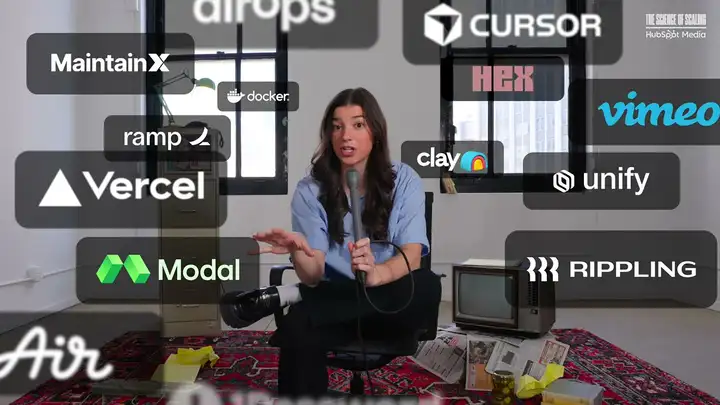 airops
CURSOR
THE SCIENCE OF SCALING
HubSpot Media
MaintainX
docker
HEX
vimeo
ramp
clay
Vercel
unify
Modal
RIPPLING
Air